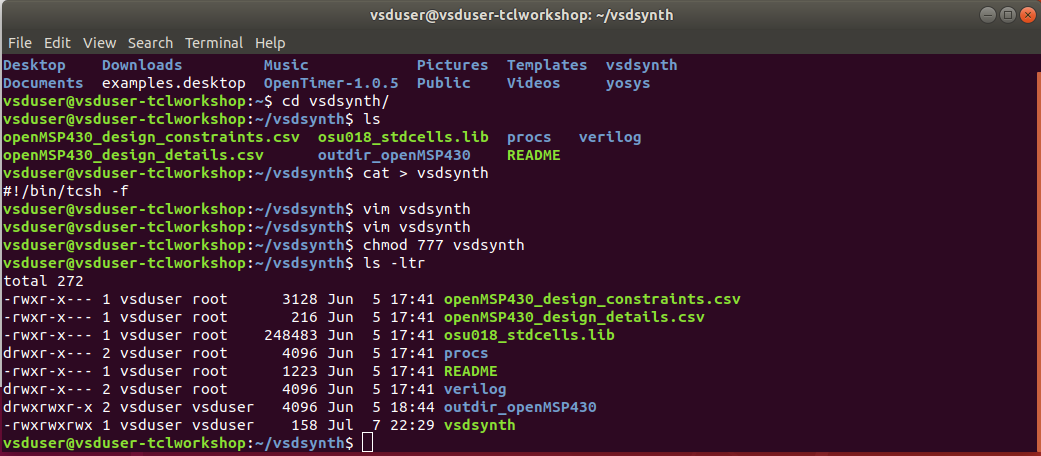 vsduser@vsduser-tclworkshop: ~/vsdsynth
File Edit View Search Terminal Help
Desktop    Downloads         Music            Pictures  Templates  vsdsynth
Documents  examples.desktop  OpenTimer-1.0.5  Public    Videos     yosys
vsduser@vsduser-tclworkshop:~$ cd vsdsynth/
vsduser@vsduser-tclworkshop:~/vsdsynth$ ls
openMSP430_design_constraints.csv  osu018_stdcells.lib  procs   verilog
openMSP430_design_details.csv      outdir_openMSP430    README
vsduser@vsduser-tclworkshop:~/vsdsynth$ cat > vsdsynth
#!/bin/tcsh -f
vsduser@vsduser-tclworkshop:~/vsdsynth$ vim vsdsynth
vsduser@vsduser-tclworkshop:~/vsdsynth$ vim vsdsynth
vsduser@vsduser-tclworkshop:~/vsdsynth$ chmod 777 vsdsynth
vsduser@vsduser-tclworkshop:~/vsdsynth$ ls -ltr
total 272
-rwxr-x--- 1 vsduser root      3128 Jun  5 17:41 openMSP430_design_constraints.csv
-rwxr-x--- 1 vsduser root       216 Jun  5 17:41 openMSP430_design_details.csv
-rwxr-x--- 1 vsduser root    248483 Jun  5 17:41 osu018_stdcells.lib
drwxr-x--- 2 vsduser root      4096 Jun  5 17:41 procs
-rwxr-x--- 1 vsduser root      1223 Jun  5 17:41 README
drwxr-x--- 2 vsduser root      4096 Jun  5 17:41 verilog
drwxrwxr-x 2 vsduser vsduser   4096 Jun  5 18:44 outdir_openMSP430
-rwxrwxrwx 1 vsduser vsduser    158 Jul  7 22:29 vsdsynth
vsduser@vsduser-tclworkshop:~/vsdsynth$